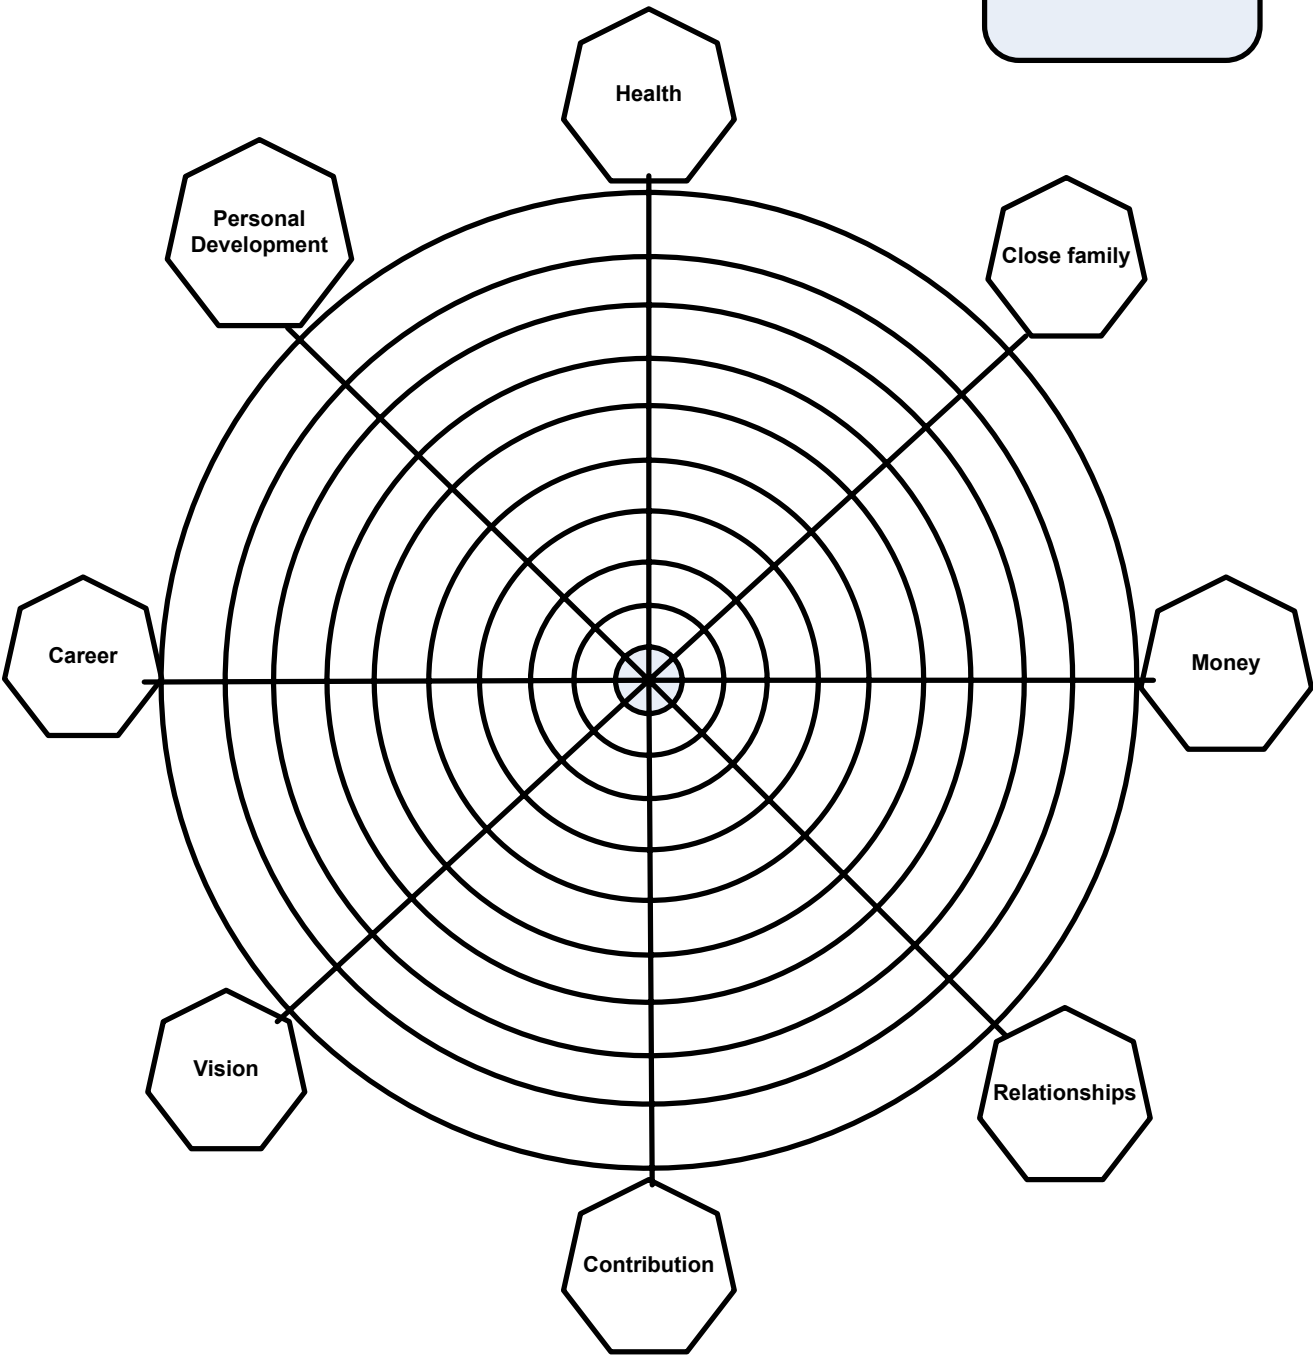 Health
Personal
Development
Close family
Career
Money
Vision
Relationships
Contribution